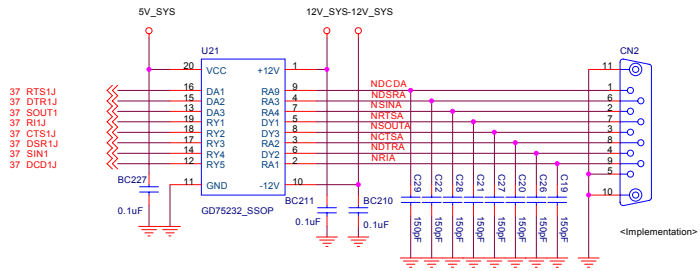 5V_SYS
12V_SYS-12V_SYS
U21
CN2
20 VCC +12V 1
11
37 RTS1J 16 DA1 RA9 9 NDCDA 1
37 DTR1J 15 DA2 RA3 4 NDSRA 6
37 SOUT1 13 DA3 RA4 7 NSINA 2
37 RI1J 19 RY1 DY1 5 NRTSA 7
37 CTS1J 18 RY2 DY3 8 NSOUTA 3
37 DSR1J 17 RY3 RA2 3 NCTSA 8
37 SIN1 14 RY4 DY2 6 NDTRA 4
37 DCD1J 12 RY5 RA1 2 NRIA 9
5
BC227 11 GND -12V 10
10
0.1uF
GD75232_SSOP
BC211
0.1uF
BC210
0.1uF
C29 C22 C28 C21 C27 C20 C26 C19
150pF 150pF 150pF 150pF 150pF 150pF 150pF 150pF
<Implementation>